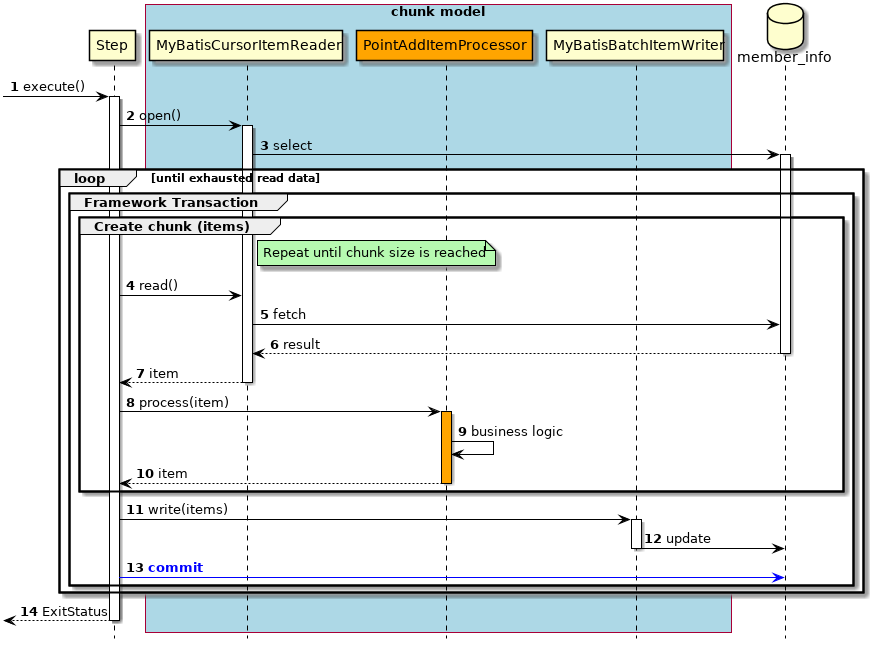 chunk model
Step
MyBatisCursorItemReader
PointAddItemProcessor
MyBatisBatchItemWriter
member_info
1 execute()
2 open()
3 select
loop
[until exhausted read data]
Framework Transaction
Create chunk (items)
Repeat until chunk size is reached
4 read()
5 fetch
6 result
7 item
8 process(item)
9 business logic
10 item
11 write(items)
12 update
13 commit
14 ExitStatus